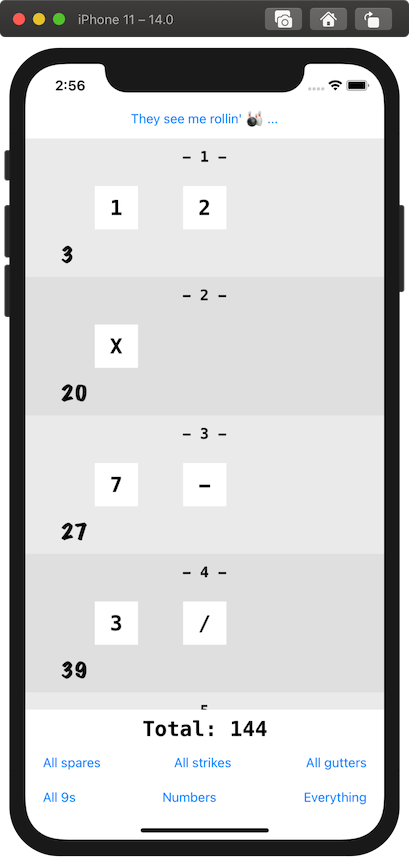 iPhone 11 – 14.0
2:56
They see me rollin' 🎳 ...
– 1 –
1 2
3
– 2 –
X
20
– 3 –
7 –
27
– 4 –
3 /
39
Total: 144
All spares All strikes All gutters
All 9s Numbers Everything